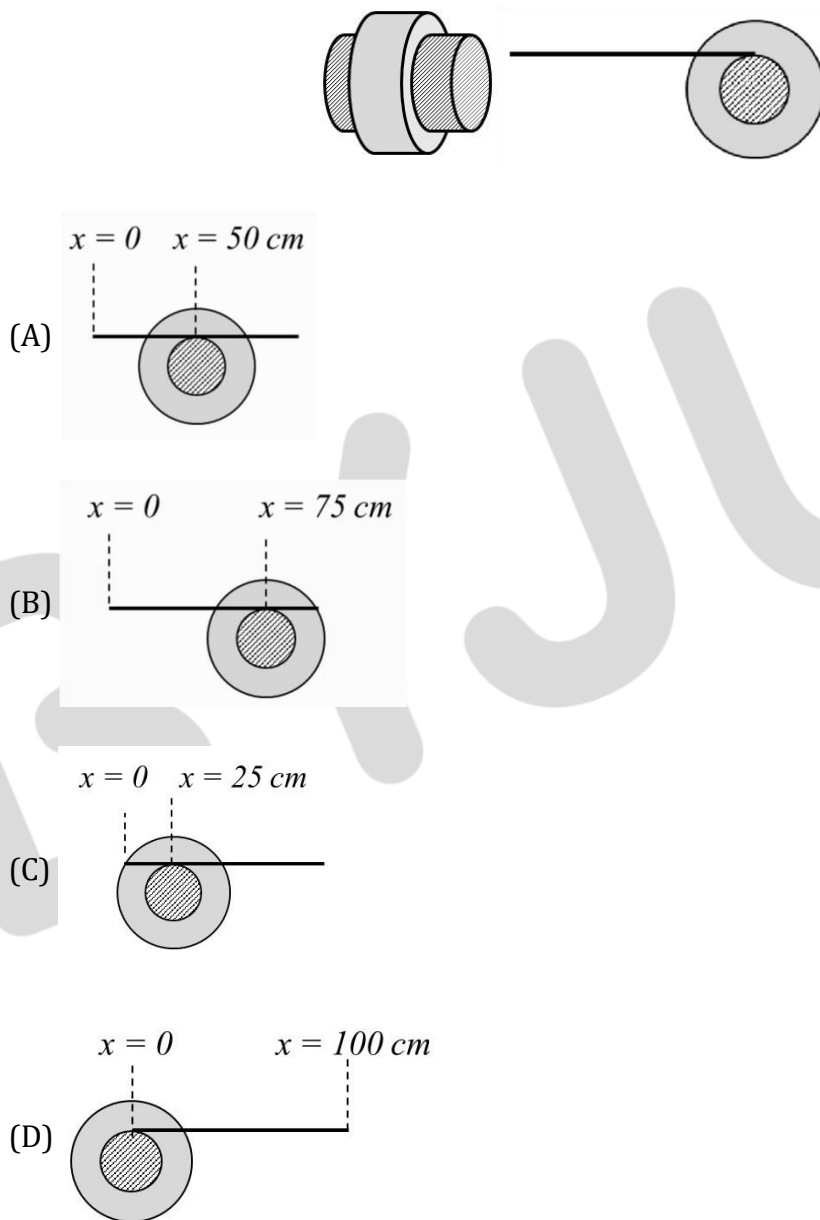 x = 0 x = 50 cm
(A)
x = 0 x = 75 cm
(B)
x = 0 x = 25 cm
(C)
x = 0 x = 100 cm
(D)